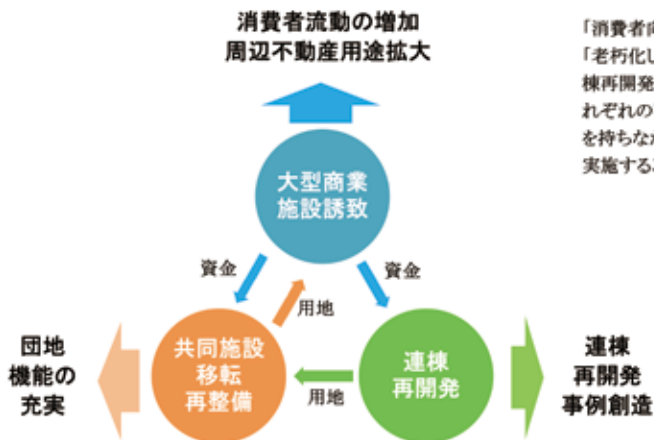 消費者流動の増加
周辺不動産用途拡大
「消費者向
「老朽化し
棟再開発
れぞれの
を持ちなが
実施する
大型商業
施設誘致
資金
資金
用地
団地
機能の
充実
共同施設
移転
再整備
用地
連棟
再開発
連棟
再開発
事例創造